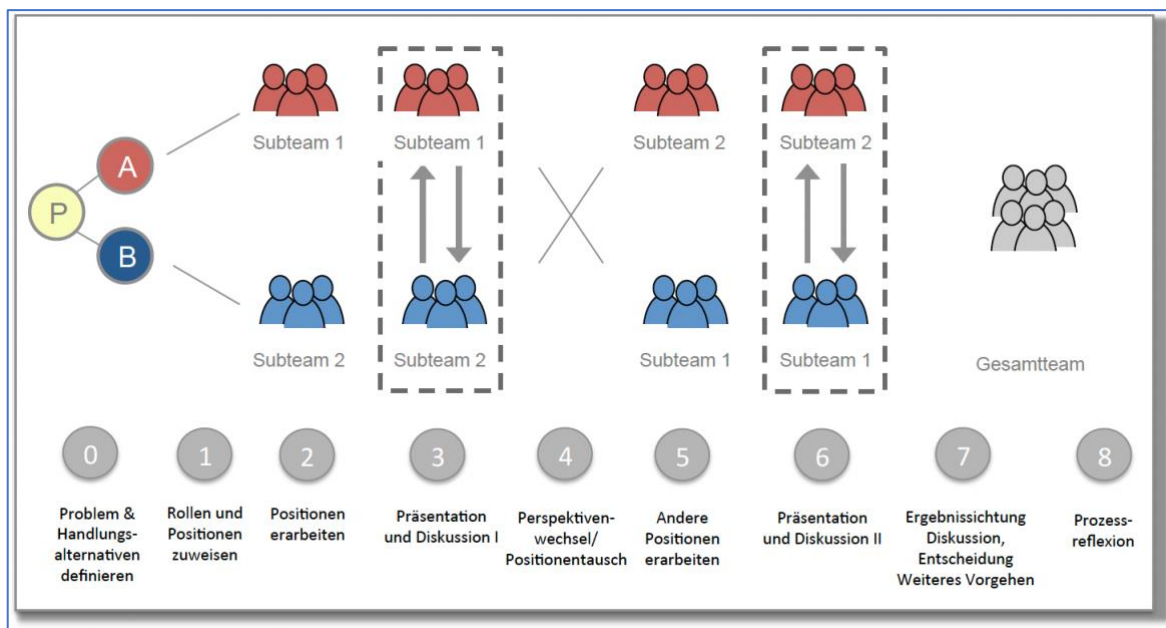 Subteam 1
Subteam 1
Subteam 2
Subteam 2
A
P
B
Subteam 2
Subteam 2
Subteam 1
Subteam 1
Gesamtteam
0
1
2
3
4
5
6
7
8
Problem &
Handlungs-
alternativen
definieren
Rollen und
Positionen
zuweisen
Positionen
erarbeiten
Präsentation
und Diskussion I
Perspektiven-
wechsel/
Positionentausch
Andere
Positionen
erarbeiten
Präsentation
und Diskussion II
Ergebnissichtung
Diskussion,
Entscheidung
Weiteres Vorgehen
Prozess-
reflexion